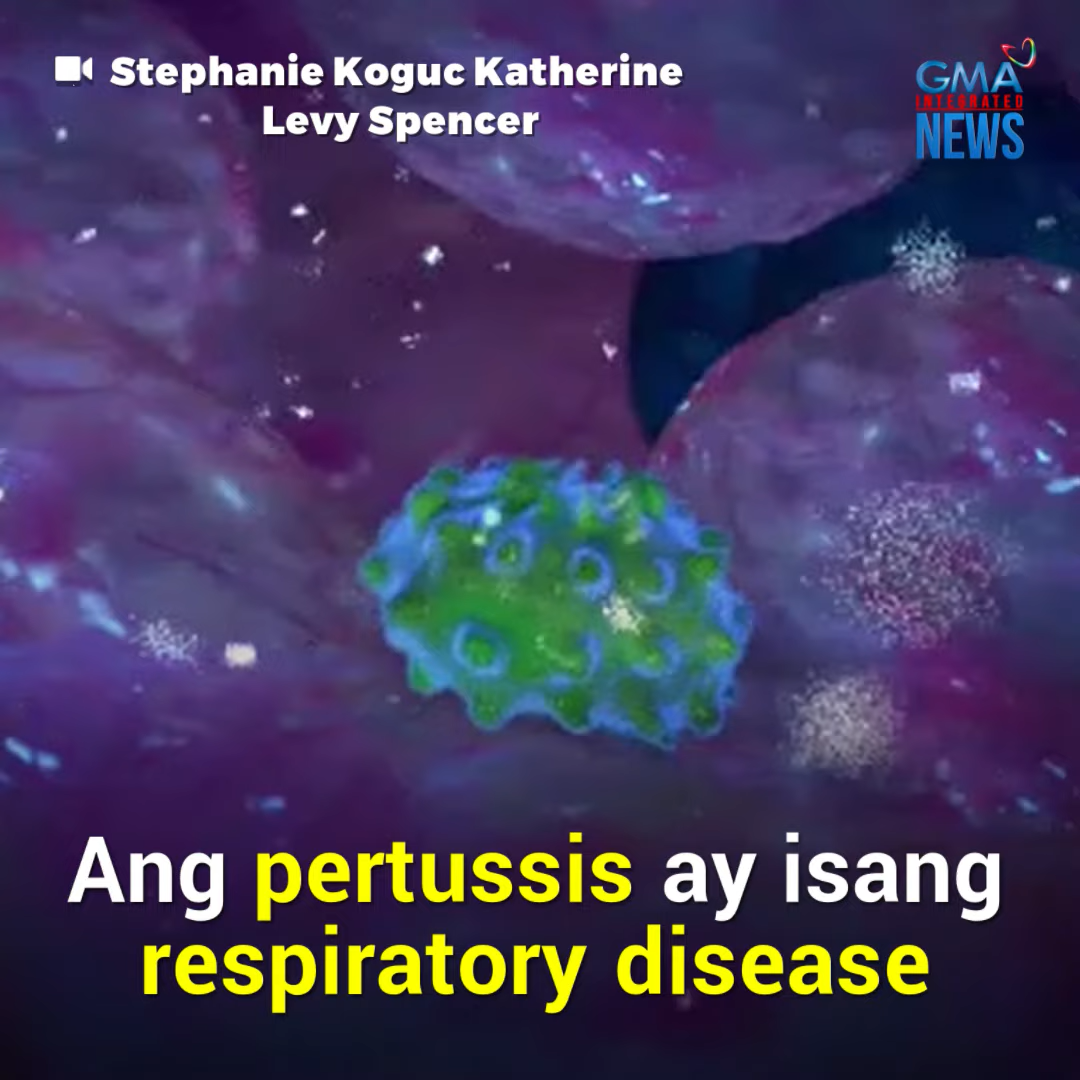 Stephanie Koguc Katherine
Levy Spencer
GMA
INTEGRATED
NEWS
Ang pertussis ay isang
respiratory disease